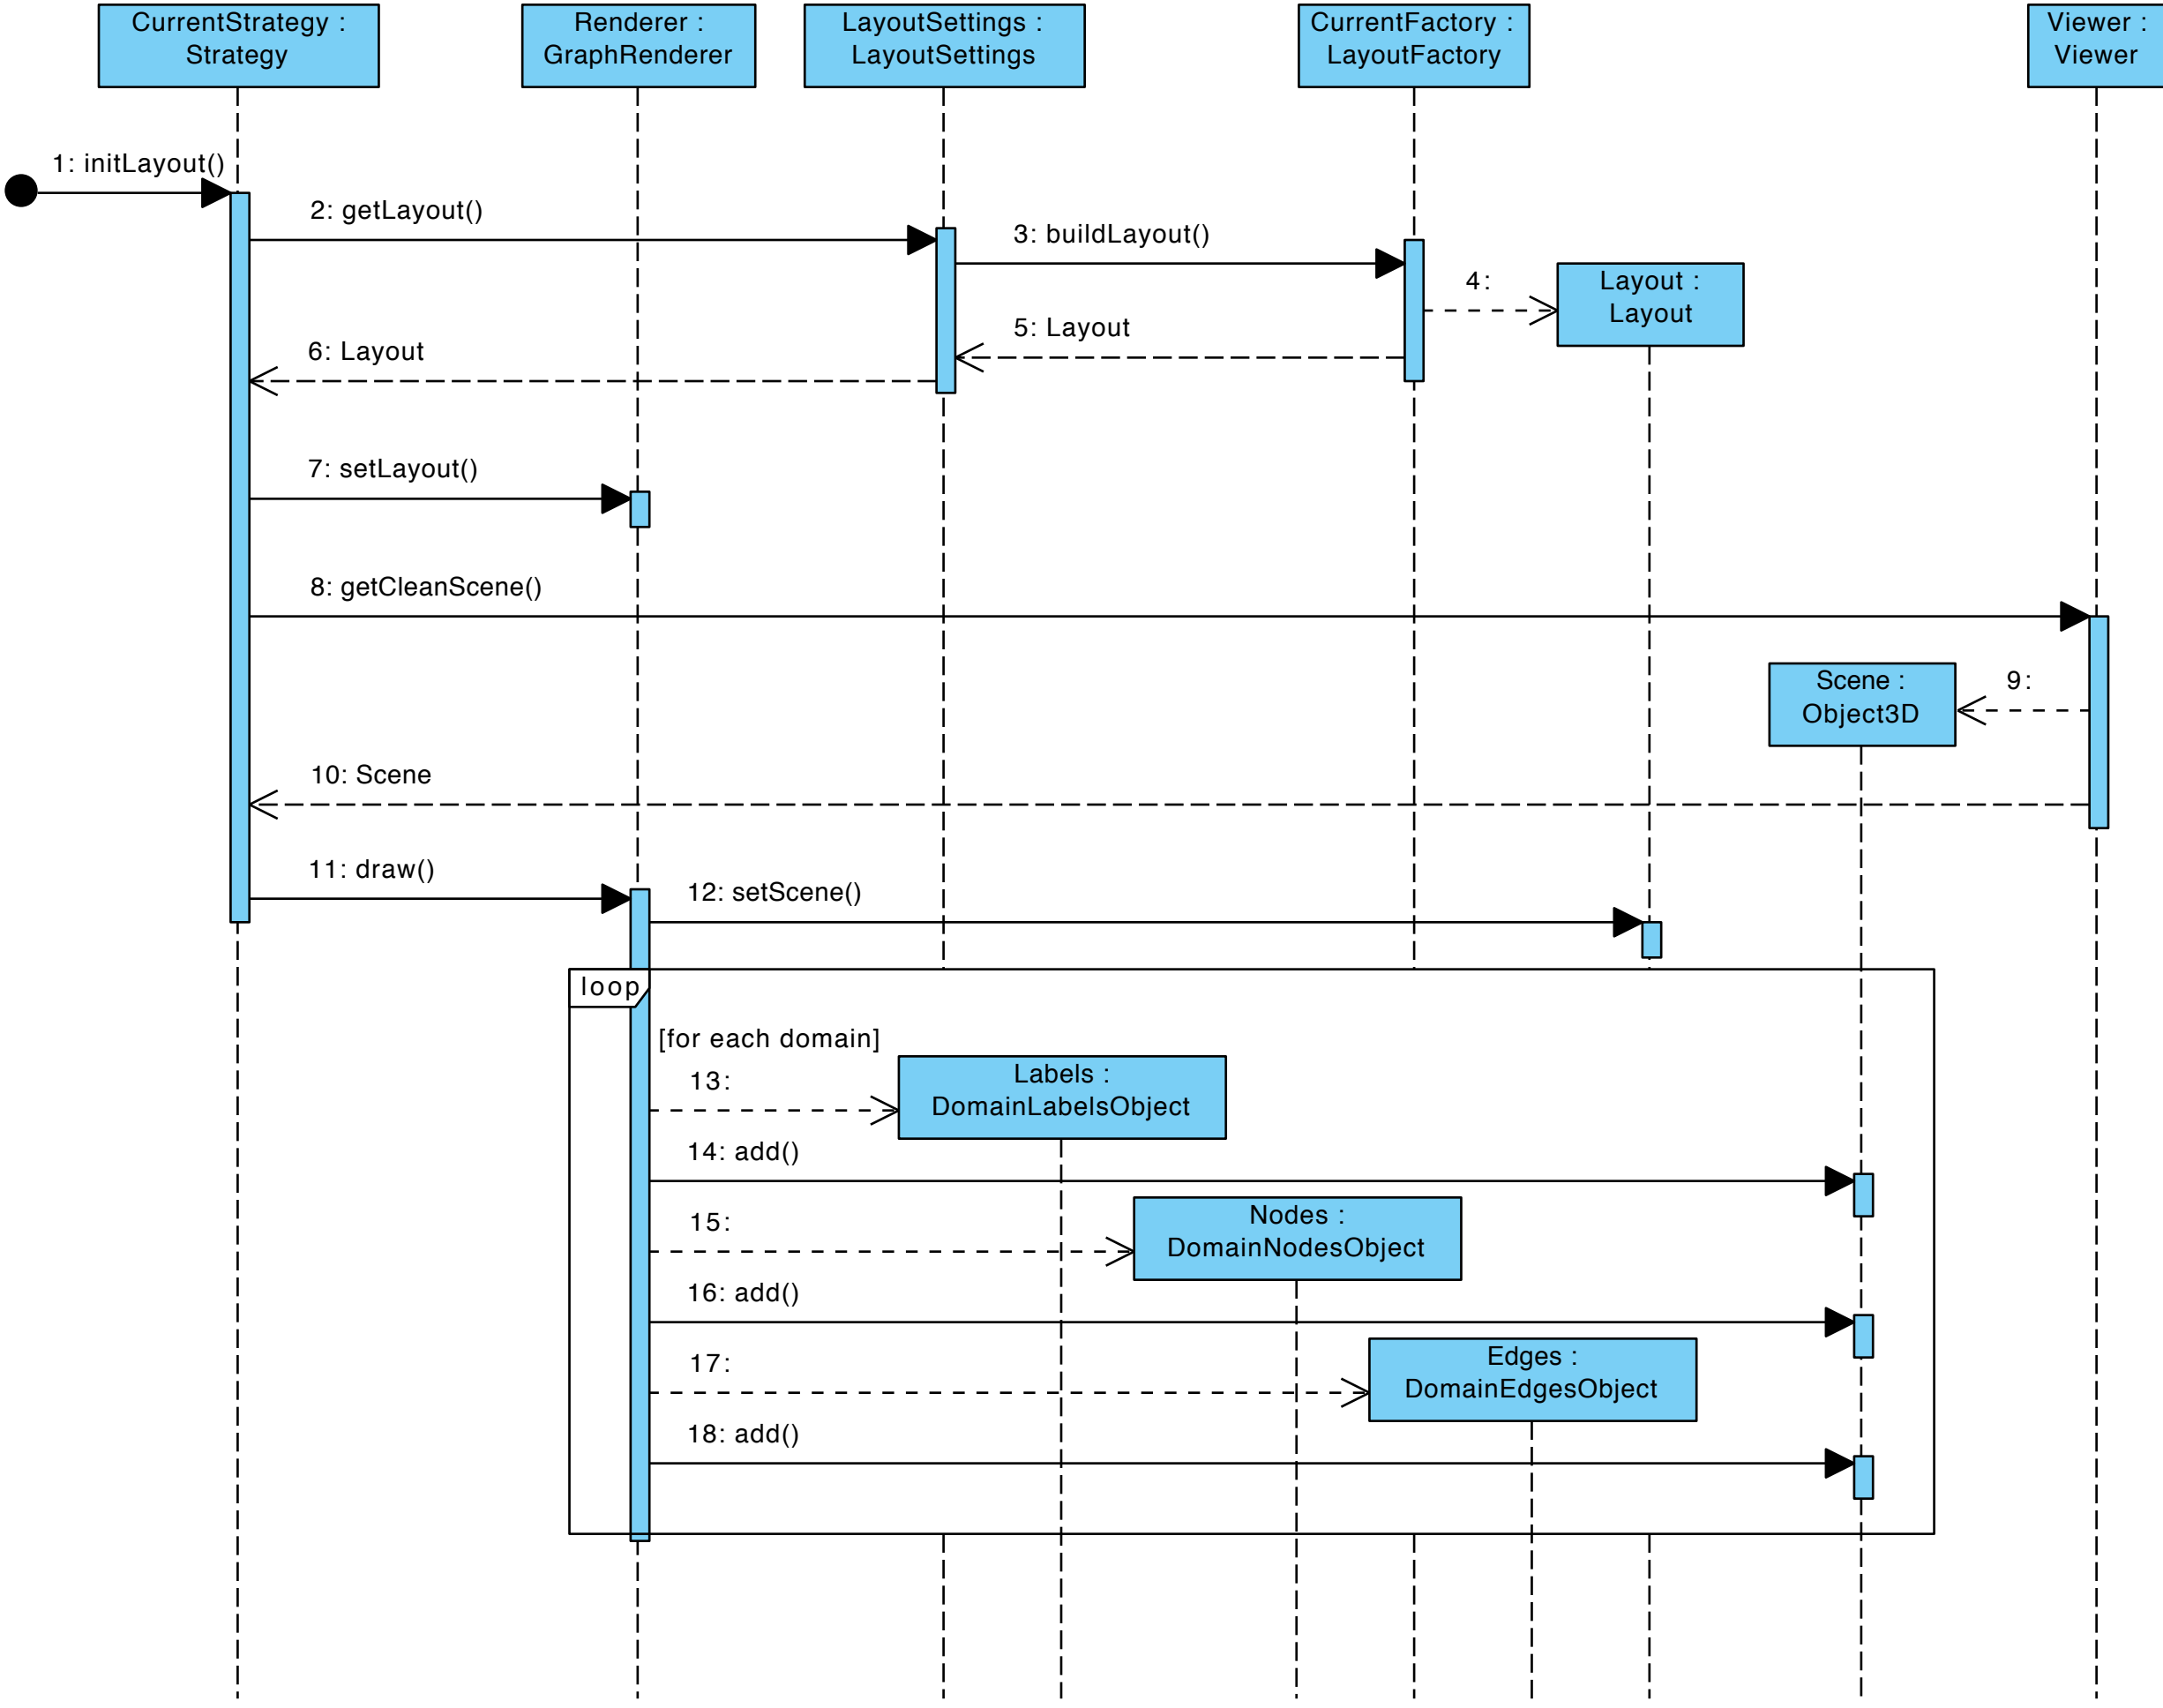 CurrentStrategy :
Strategy
Renderer :
GraphRenderer
LayoutSettings :
LayoutSettings
CurrentFactory :
LayoutFactory
Viewer :
Viewer
1: initLayout()
2: getLayout()
3: buildLayout()
4:
Layout :
Layout
5: Layout
6: Layout
7: setLayout()
8: getCleanScene()
Scene :
Object3D
9:
10: Scene
11: draw()
12: setScene()
loop
[for each domain]
13:
Labels :
DomainLabelsObject
14: add()
15:
Nodes :
DomainNodesObject
16: add()
17:
Edges :
DomainEdgesObject
18: add()